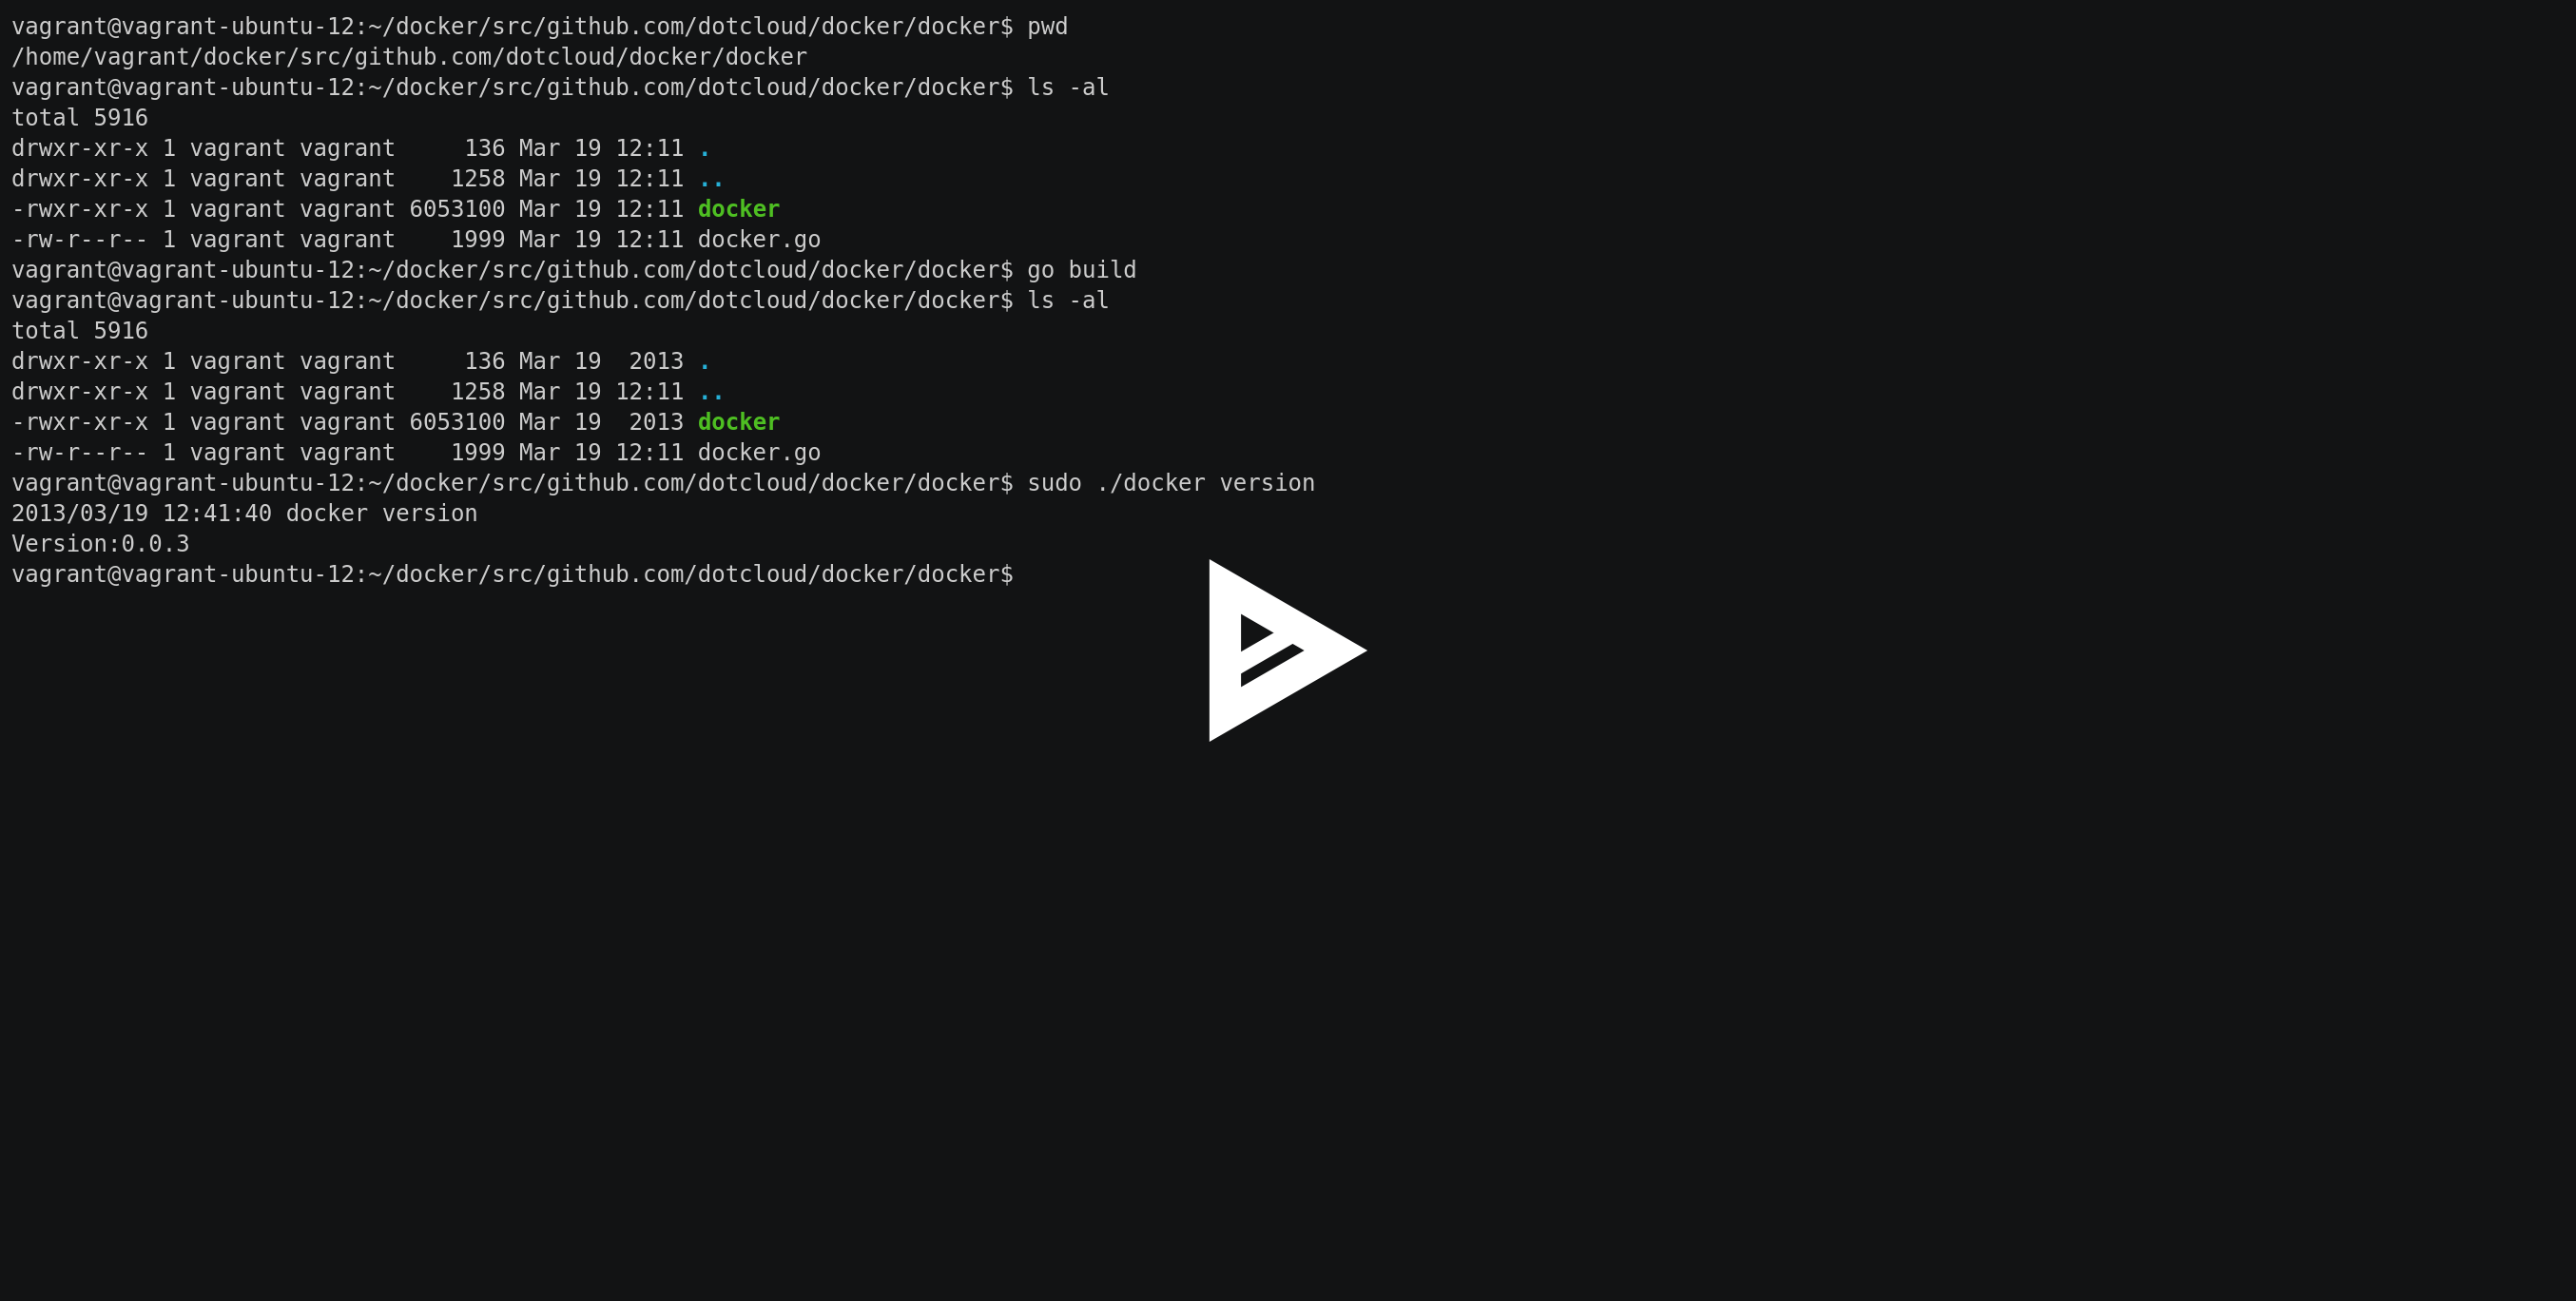 vagrant@vagrant-ubuntu-12:~/docker/src/github.com/dotcloud/docker/docker$ pwd
/home/vagrant/docker/src/github.com/dotcloud/docker/docker
vagrant@vagrant-ubuntu-12:~/docker/src/github.com/dotcloud/docker/docker$ ls -al
total 5916
drwxr-xr-x 1 vagrant vagrant     136 Mar 19 12:11 .
drwxr-xr-x 1 vagrant vagrant    1258 Mar 19 12:11 ..
-rwxr-xr-x 1 vagrant vagrant 6053100 Mar 19 12:11 docker
-rw-r--r-- 1 vagrant vagrant    1999 Mar 19 12:11 docker.go
vagrant@vagrant-ubuntu-12:~/docker/src/github.com/dotcloud/docker/docker$ go build
vagrant@vagrant-ubuntu-12:~/docker/src/github.com/dotcloud/docker/docker$ ls -al
total 5916
drwxr-xr-x 1 vagrant vagrant     136 Mar 19  2013 .
drwxr-xr-x 1 vagrant vagrant    1258 Mar 19 12:11 ..
-rwxr-xr-x 1 vagrant vagrant 6053100 Mar 19  2013 docker
-rw-r--r-- 1 vagrant vagrant    1999 Mar 19 12:11 docker.go
vagrant@vagrant-ubuntu-12:~/docker/src/github.com/dotcloud/docker/docker$ sudo ./docker version
2013/03/19 12:41:40 docker version
Version:0.0.3
vagrant@vagrant-ubuntu-12:~/docker/src/github.com/dotcloud/docker/docker$